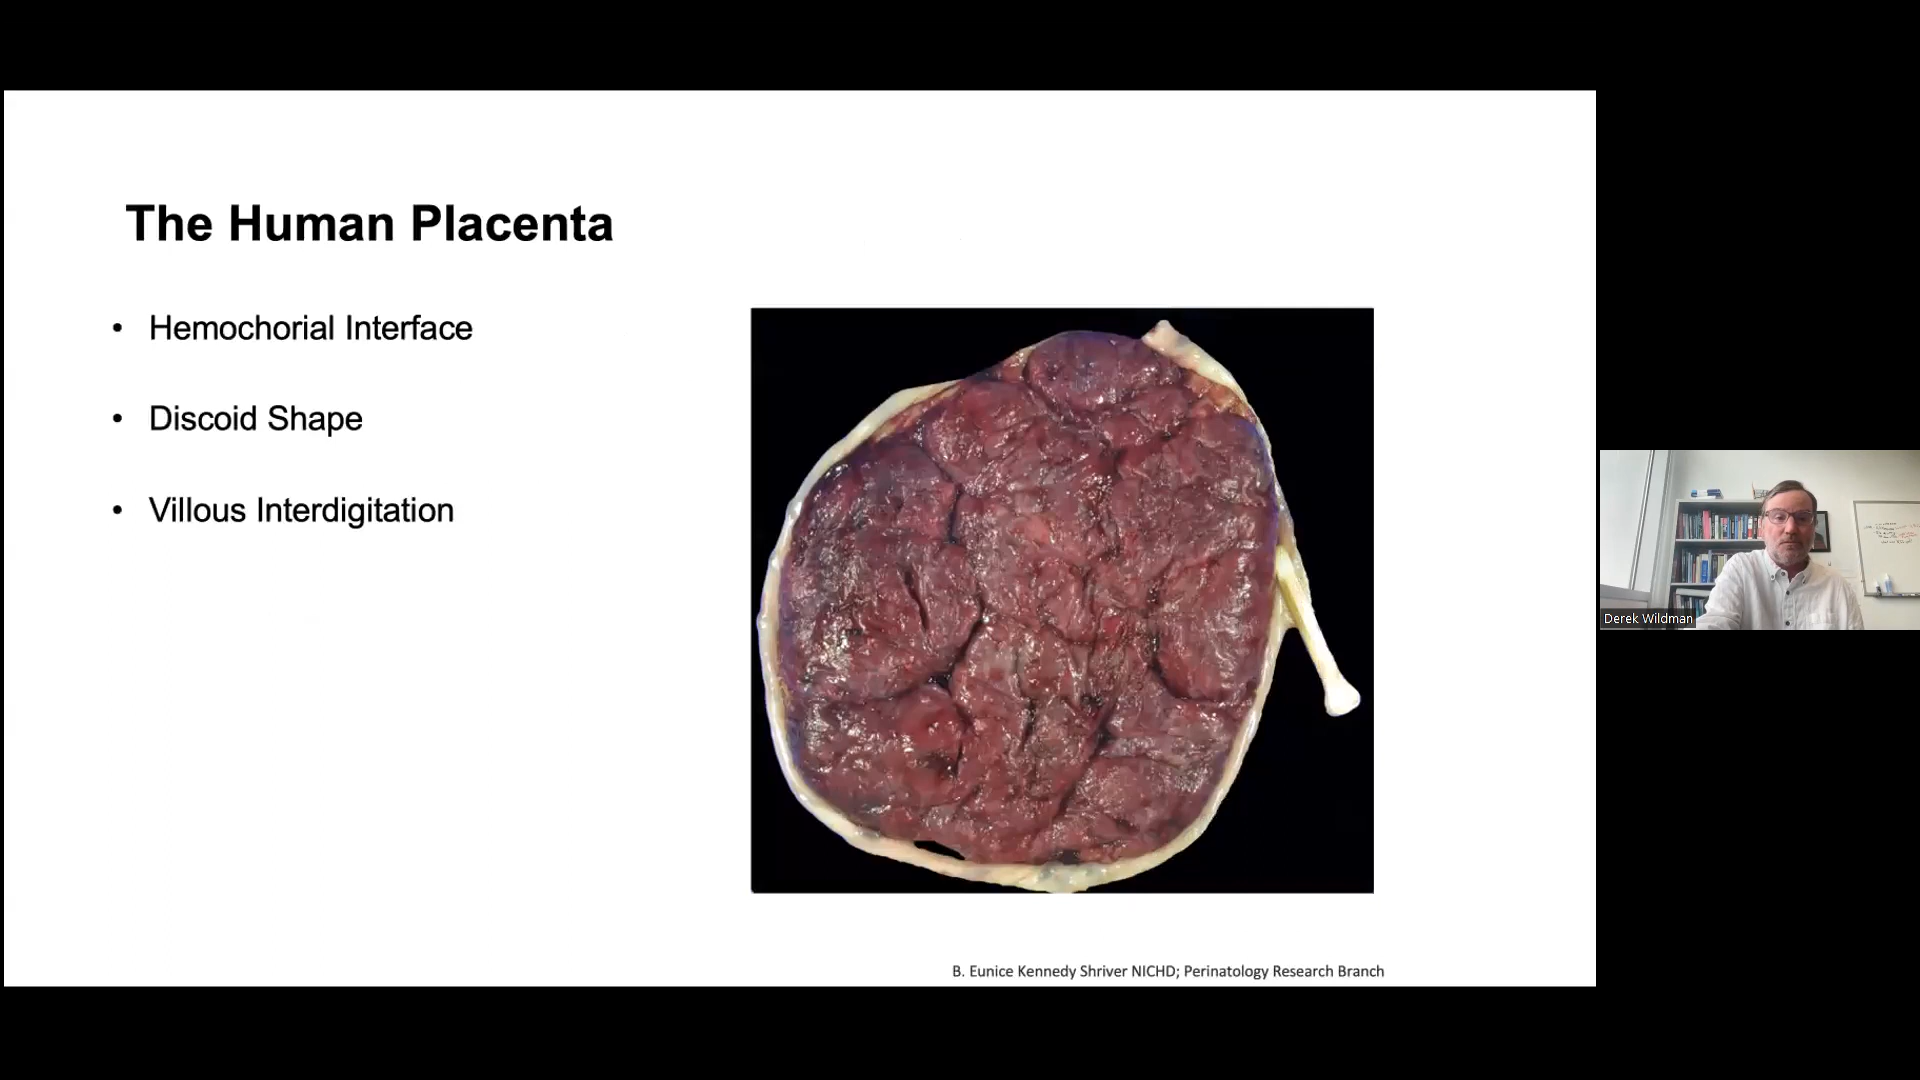 The Human Placenta
• Hemochorial Interface
• Discoid Shape
• Villous Interdigitation
B. Eunice Kennedy Shriver NICHD; Perinatology Research Branch
Derek Wildman